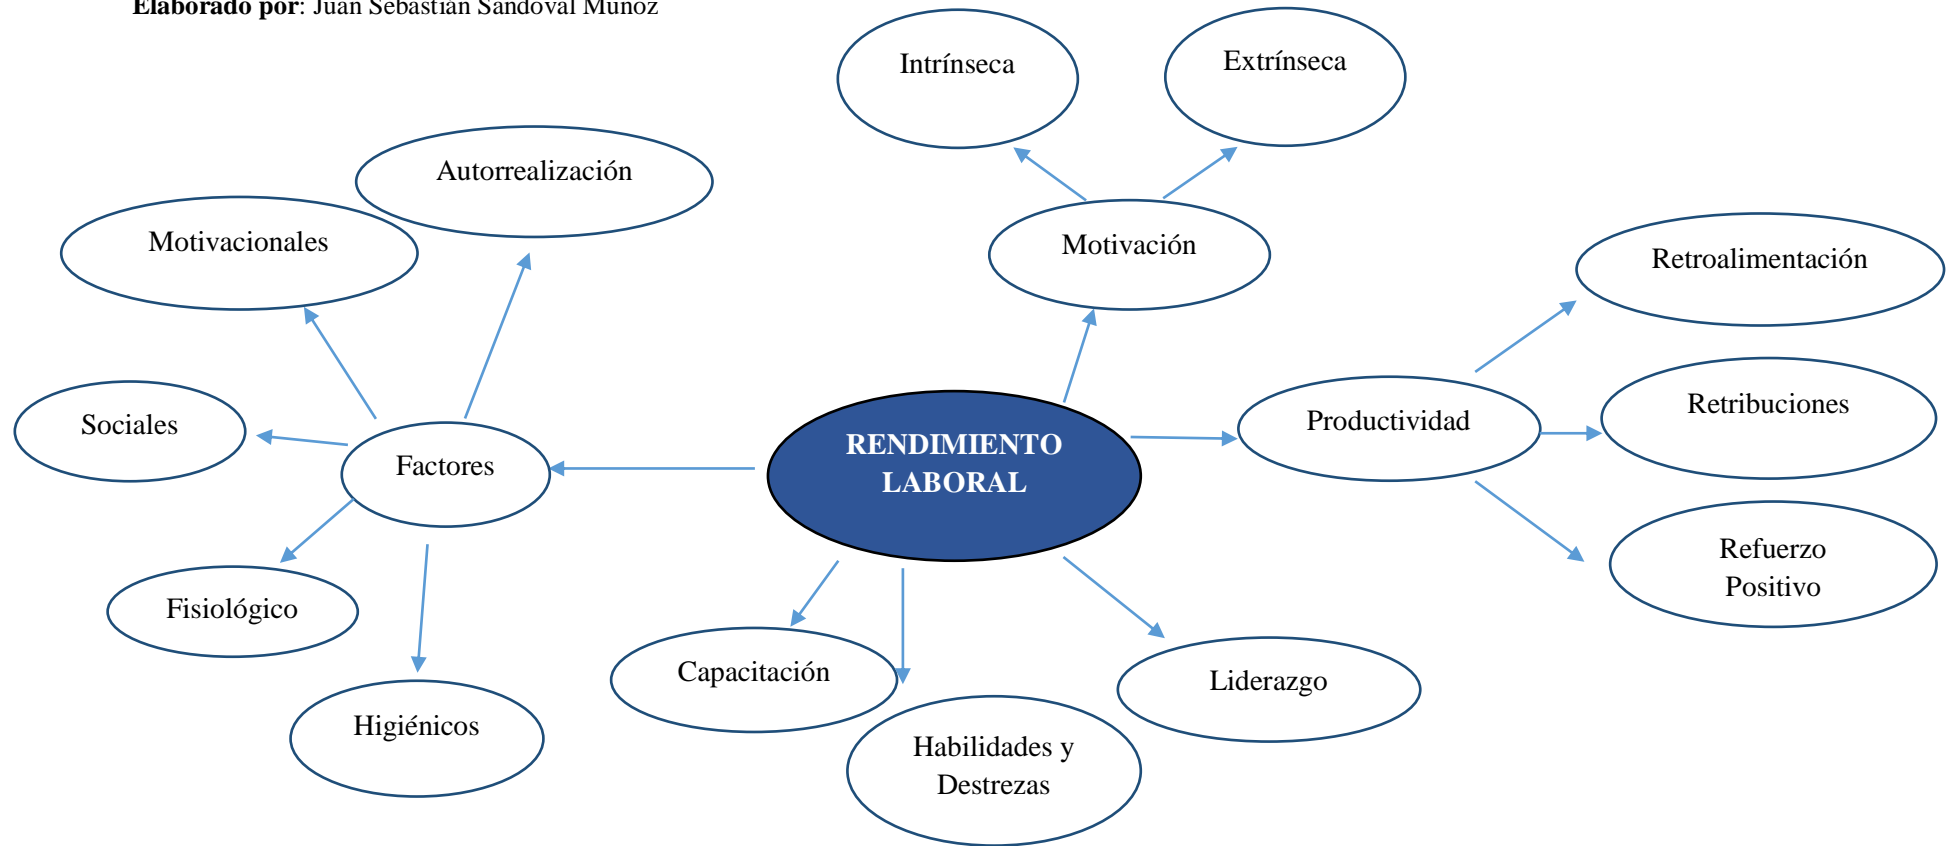 Elaborado por: Juan Sebastián Sandoval Muñoz
Intrínseca
Extrínseca
Autorrealización
Motivacionales
Motivación
Retroalimentación
Sociales
Factores
RENDIMIENTO
LABORAL
Productividad
Retribuciones
Refuerzo
Positivo
Fisiológico
Higiénicos
Capacitación
Habilidades y
Destrezas
Liderazgo